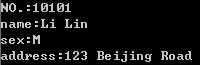 NO.:10101
name:Li Lin
sex:M
address:123 Beijing Road